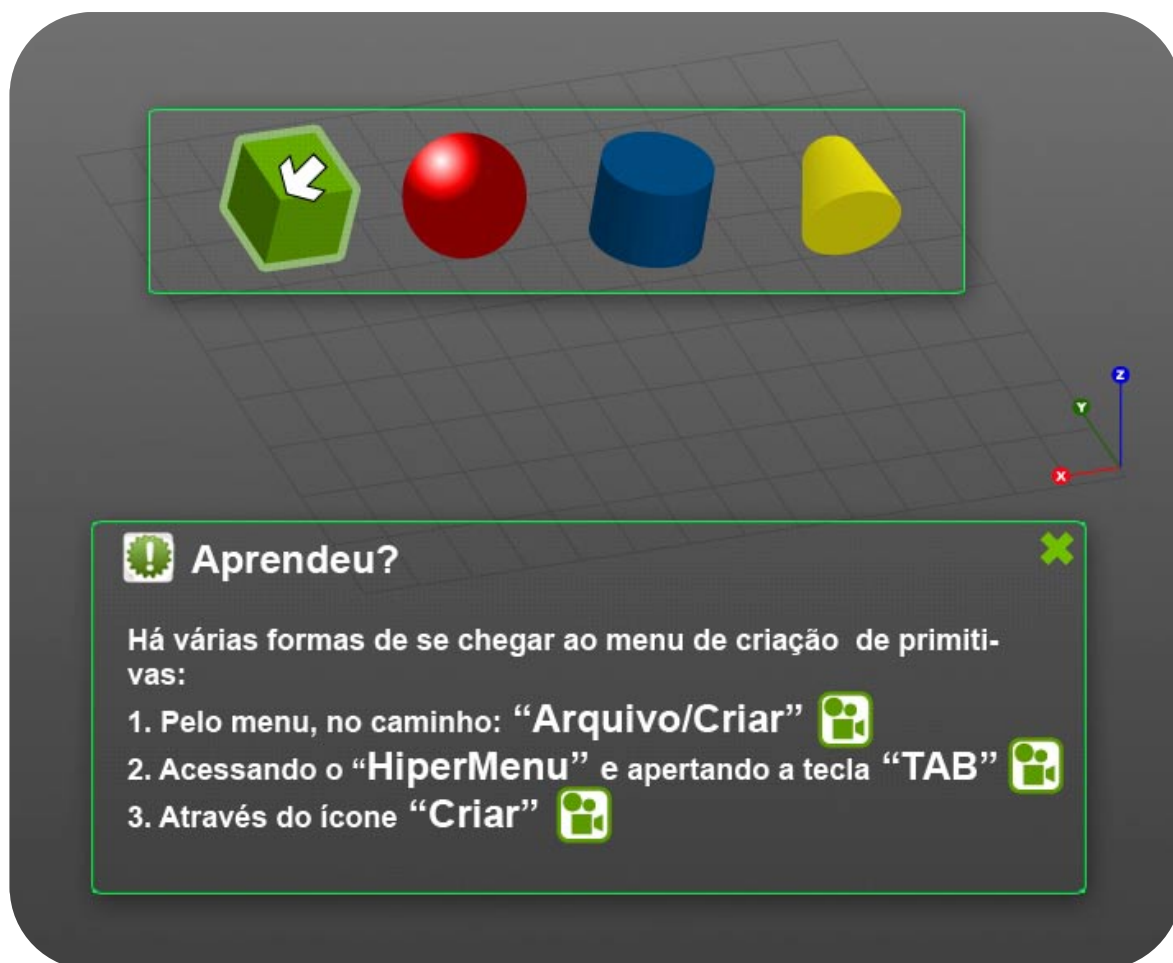 Z
Y
X
Aprendeu?
Há várias formas de se chegar ao menu de criação  de primiti-
vas:
1. Pelo menu, no caminho: “Arquivo/Criar”
2. Acessando o “HiperMenu” e apertando a tecla “TAB”
3. Através do ícone “Criar”